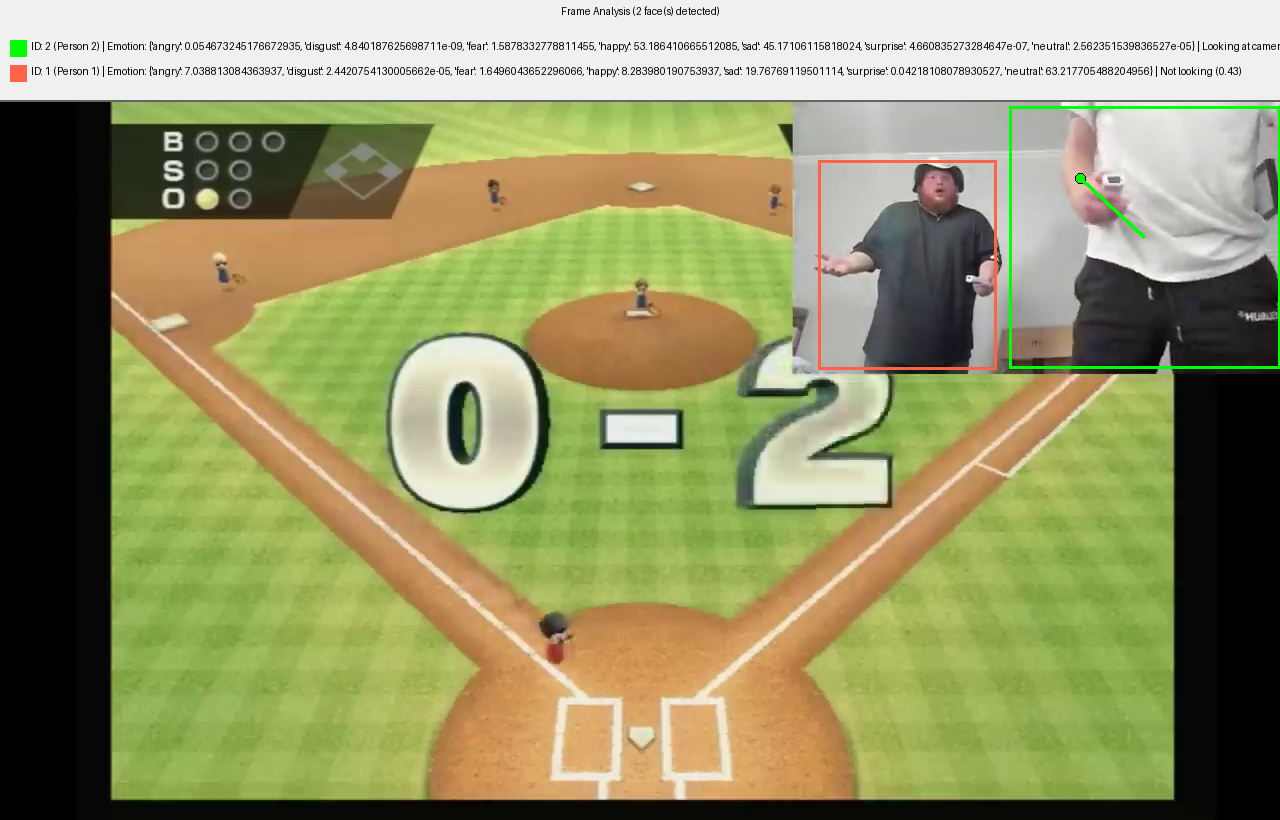 Frame Analysis (2 face(s) detected)
ID: 2 (Person 2) | Emotion: {'angry': 0.054673245176672935, 'disgust': 4.840187625698711e-09, 'fear': 1.5878332778811455, 'happy': 53.186410665512085, 'sad': 45.17106115818024, 'surprise': 4.660835273284647e-07, 'neutral': 2.562351539836527e-05} | Looking at camer
ID: 1 (Person 1) | Emotion: {'angry': 7.038813084363937, 'disgust': 2.4420754130005662e-05, 'fear': 1.6496043652296066, 'happy': 8.283980190753937, 'sad': 19.76769119501114, 'surprise': 0.04218108078930527, 'neutral': 63.217705488204956} | Not looking (0.43)
B
S
O
0 - 2